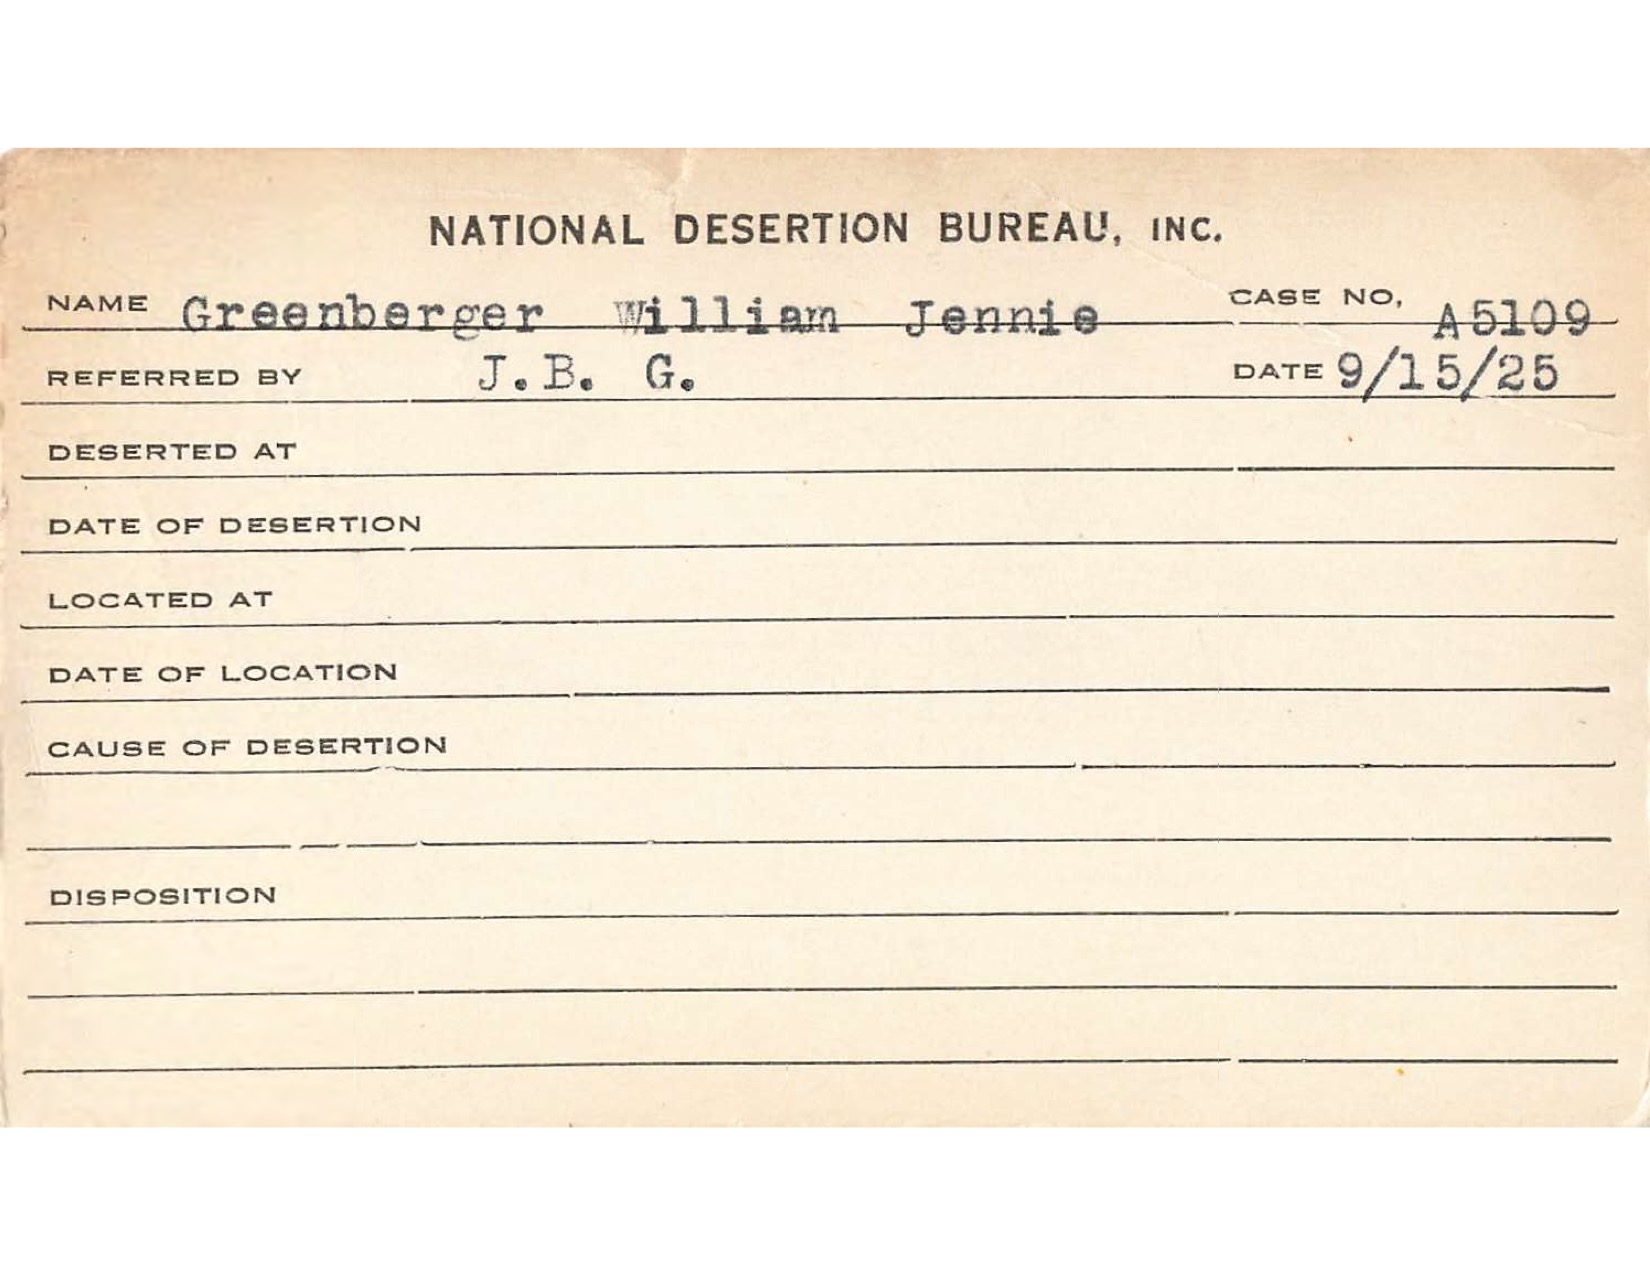 NATIONAL DESERTION BUREAU, INC.
NAME Greenberger William Jennie CASE NO. A5109
REFERRED BY J.B. G. DATE 9/15/25
DESERTED AT
DATE OF DESERTION
LOCATED AT
DATE OF LOCATION
CAUSE OF DESERTION
DISPOSITION